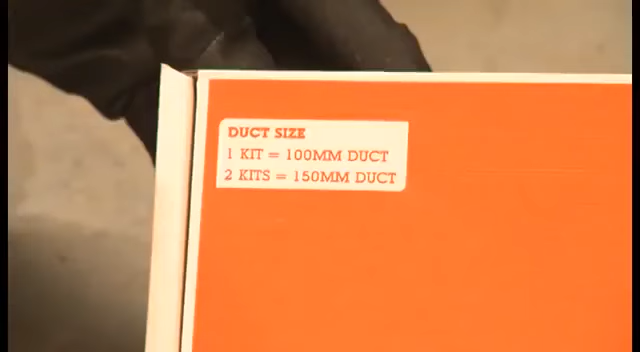 DUCT SIZE
1 KIT = 100MM DUCT
2 KITS = 150MM DUCT